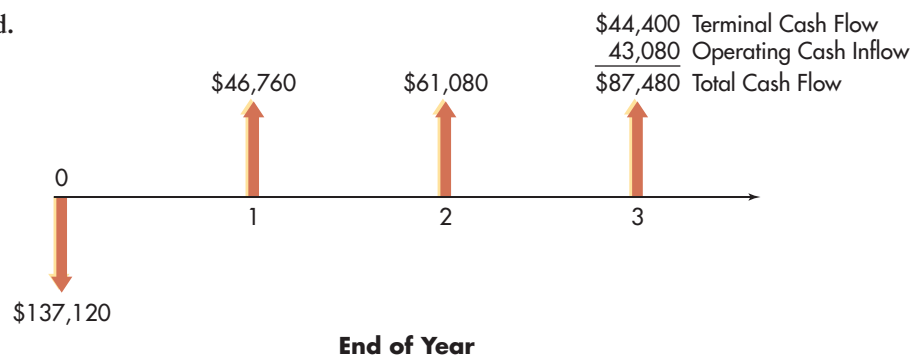 d.
$44,400 Terminal Cash Flow
43,080 Operating Cash Inflow
$46,760 $61,080 $87,480 Total Cash Flow
0
1 2 3
$137,120
End of Year